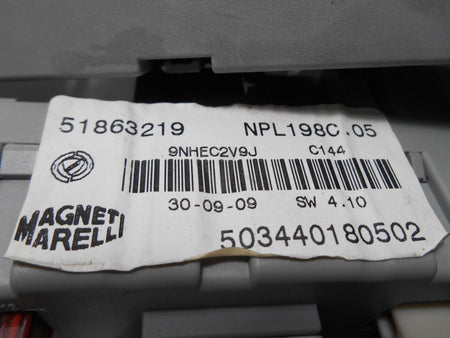 51863219 NPL198C.05
9NHEC2V9J C144
30-09-09 SW 4.10
MAGNETI
MARELLI
503440180502